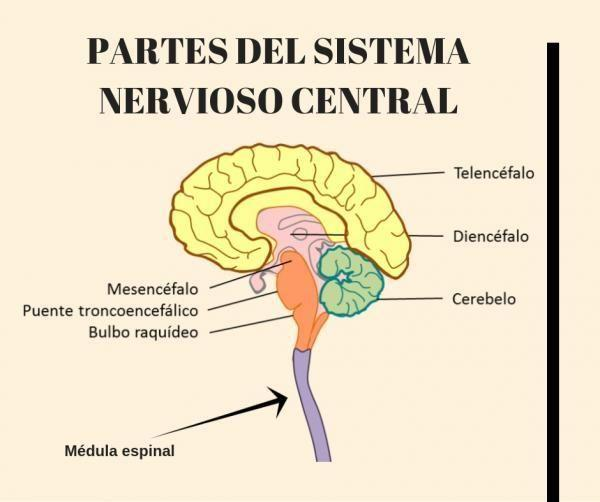 PARTES DEL SISTEMA
NERVIOSO CENTRAL
Telencéfalo
Diencéfalo
Cerebelo
Mesencéfalo
Puente troncoencefálico
Bulbo raquídeo
Médula espinal